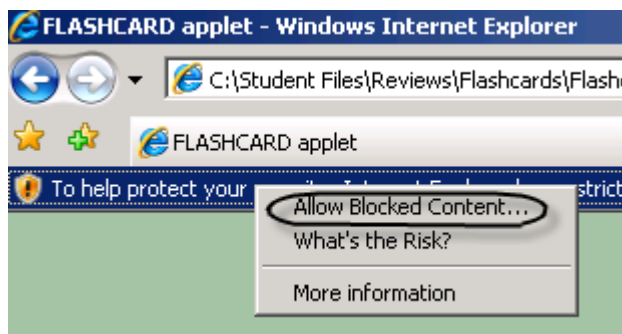 FLASHCARD applet - Windows Internet Explorer
C:\Student Files\Reviews\Flashcards\Flash
FLASHCARD applet
To help protect your
Allow Blocked Content...
What's the Risk?
More information